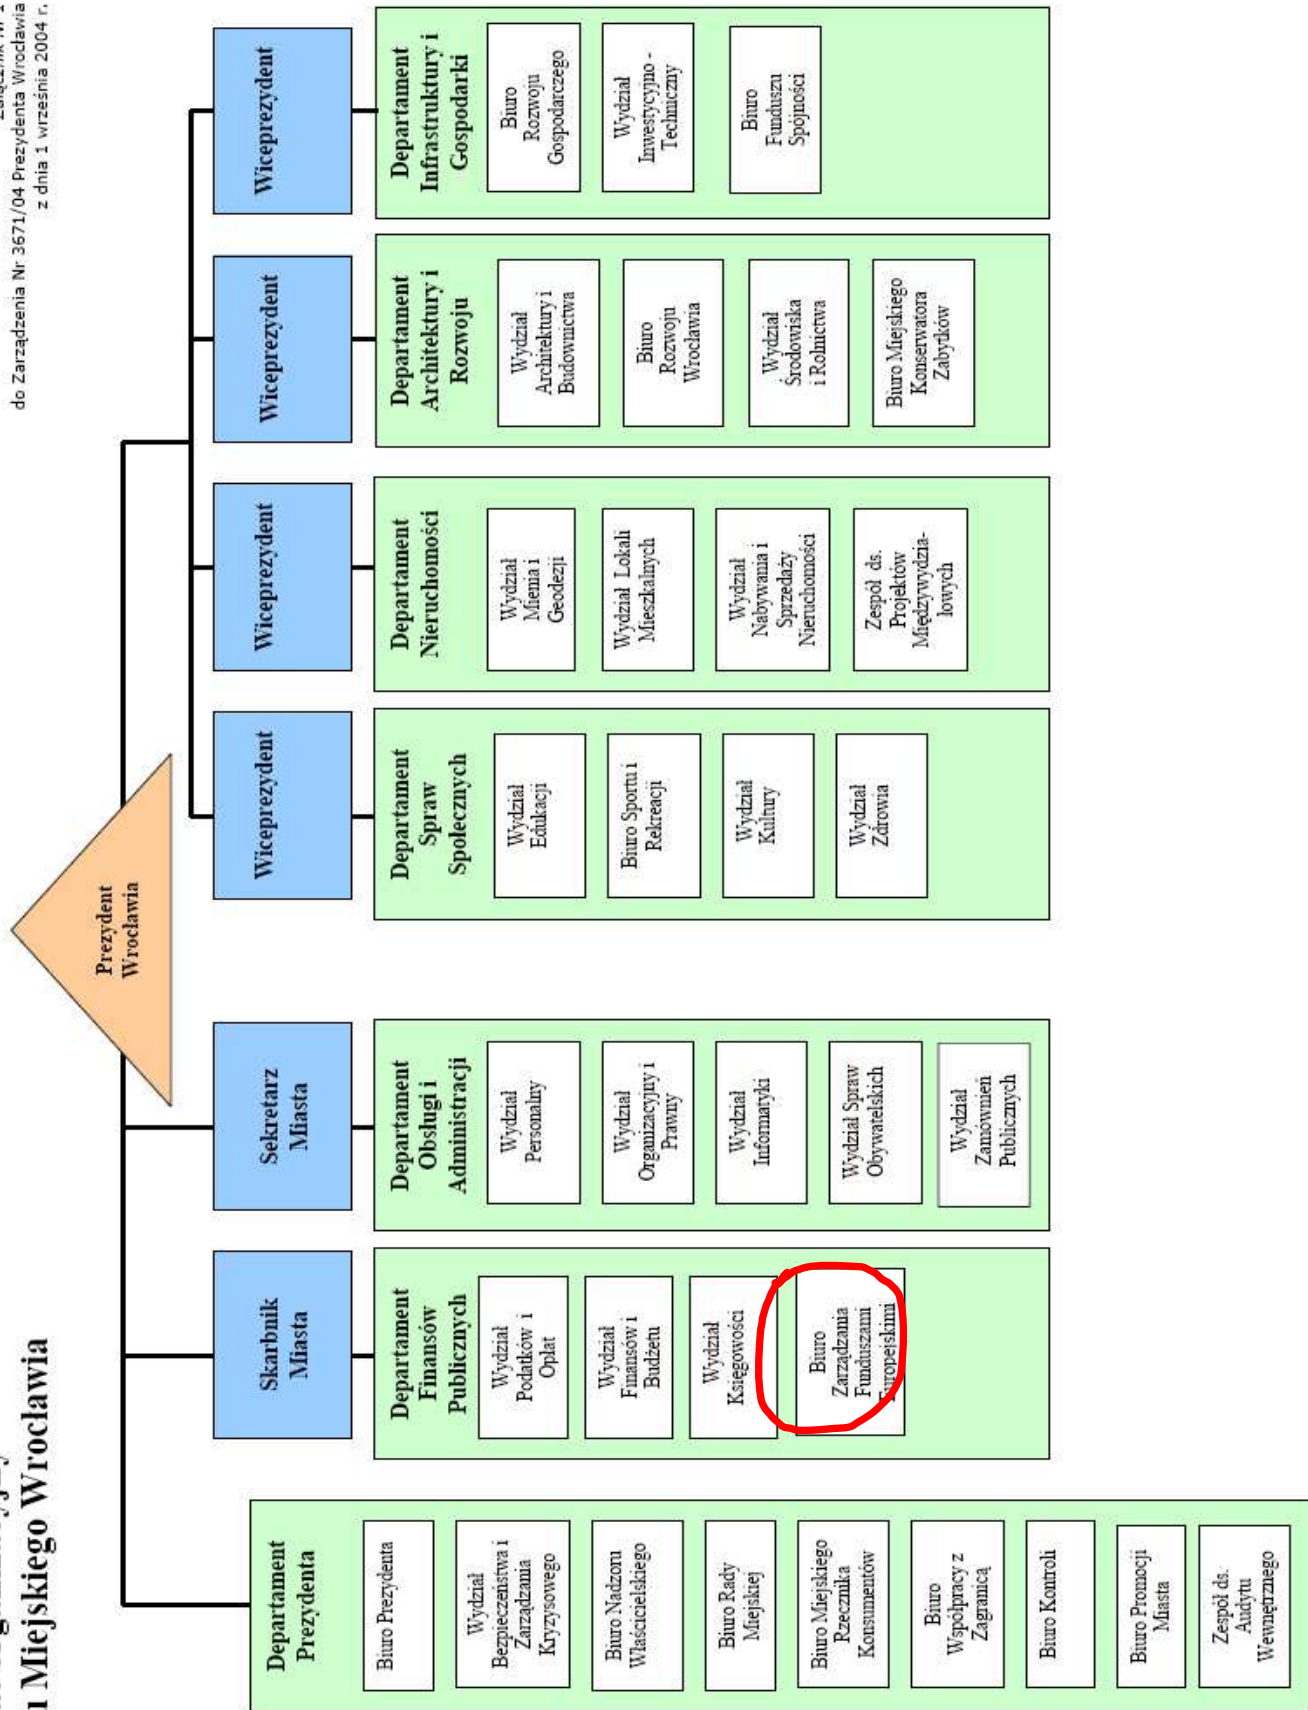 do Zarządzenia Nr 3671/04 Prezydenta Wrocławia
z dnia 1 września 2004 r.
u Miejskiego Wrocławia
Prezydent
Wrocławia
Departament
Prezydenta
Biuro Prezydenta
Wydział
Bezpieczeństwa i
Zarządzania
Kryzysowego
Biuro Nadzoru
Właścicielskiego
Biuro Rady
Miejskiej
Biuro Miejskiego
Rzecznika
Konsumentów
Biuro
Współpracy z
Zagranicą
Biuro Kontroli
Biuro Promocji
Miasta
Zespół ds.
Audytu
Wewnętrznego
Skarbnik
Miasta
Departament
Finansów
Publicznych
Wydział
Podatków i
Opłat
Wydział
Finansów i
Budżetu
Wydział
Księgowości
Biuro
Zarządzania
Funduszami
Europejskimi
Sekretarz
Miasta
Departament
Obsługi i
Administracji
Wydział
Personalny
Wydział
Organizacyjny i
Prawny
Wydział
Informatyki
Wydział Spraw
Obywatelskich
Wydział
Zamównień
Publicznych
Wiceprezydent
Departament
Spraw
Społecznych
Wydział
Edukacji
Biuro Sportu i
Rekreacji
Wydział
Kultury
Wydział
Zdrowia
Wiceprezydent
Departament
Nieruchomości
Wydział
Mienia i
Geodezji
Wydział Lokali
Mieszkalnych
Wydział
Nabywania i
Sprzedaży
Nieruchomości
Zespół ds.
Projektów
Międzywydzia-
łowych
Wiceprezydent
Departament
Architektury i
Rozwoju
Wydział
Architektury i
Budownictwa
Biuro
Rozwoju
Wrocławia
Wydział
Środowiska
i Rolnictwa
Biuro Miejskiego
Konserwatora
Zabytków
Wiceprezydent
Departament
Infrastruktury i
Gospodarki
Biuro
Rozwoju
Gospodarczego
Wydział
Inwestycyjno -
Techniczny
Biuro
Funduszu
Spójności